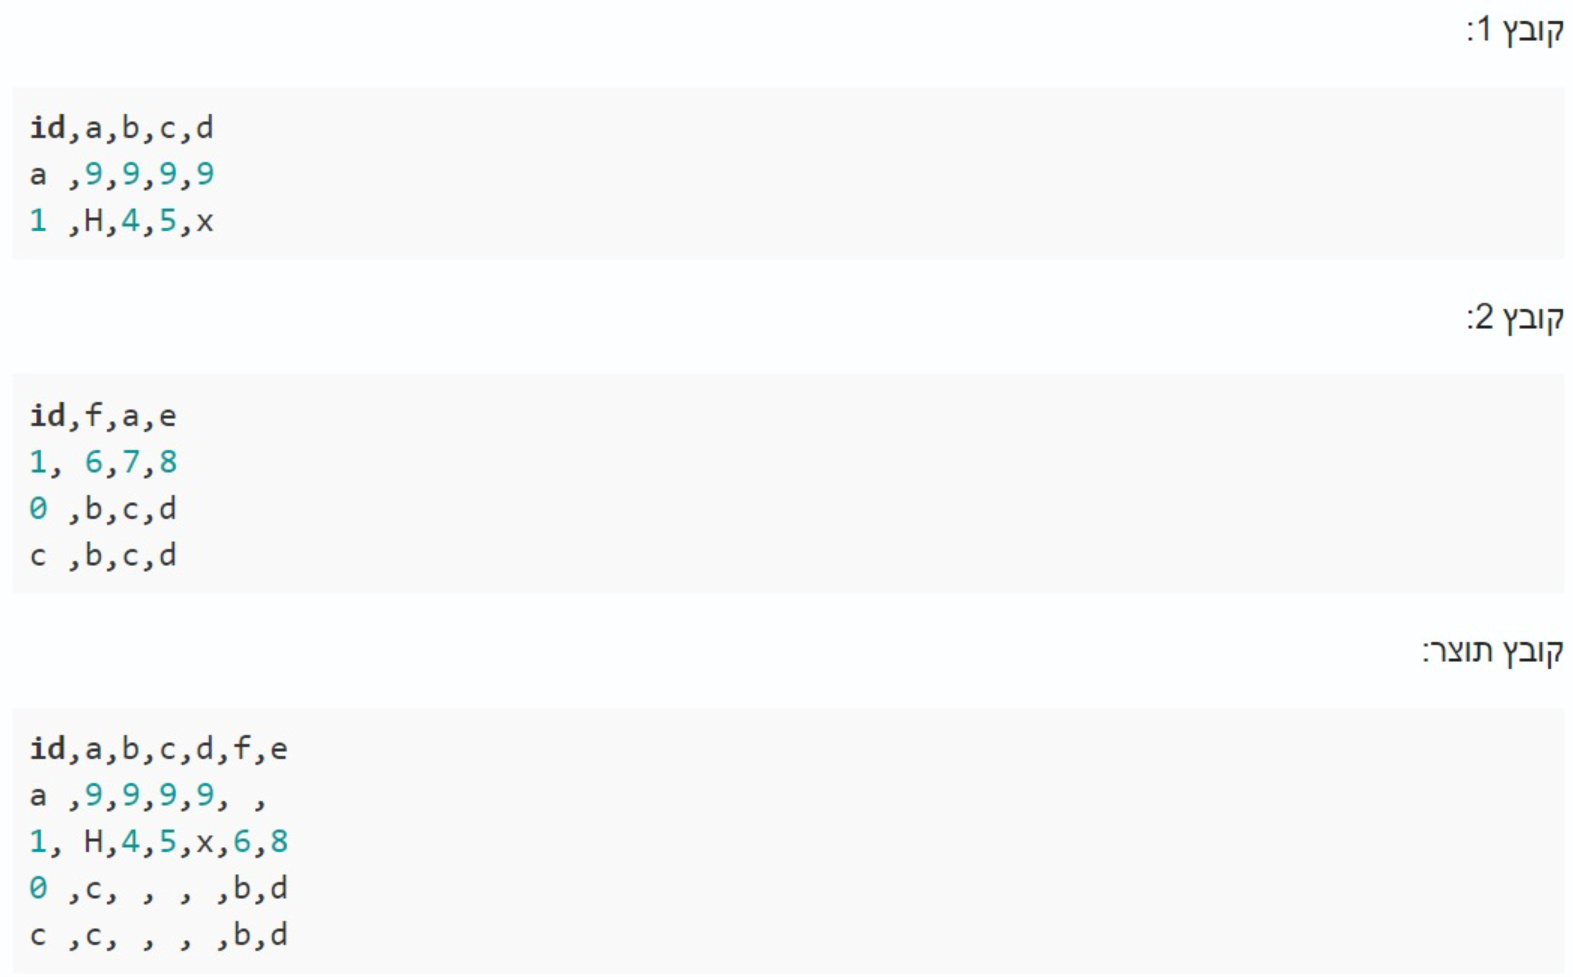 קובץ 1:
id,a,b,c,d
a ,9,9,9,9
1 ,H,4,5,x
קובץ 2:
id,f,a,e
1, 6,7,8
0 ,b,c,d
c ,b,c,d
קובץ תוצר:
id,a,b,c,d,f,e
a ,9,9,9,9, ,
1, H,4,5,x,6,8
0 ,c, , , ,b,d
c ,c, , , ,b,d